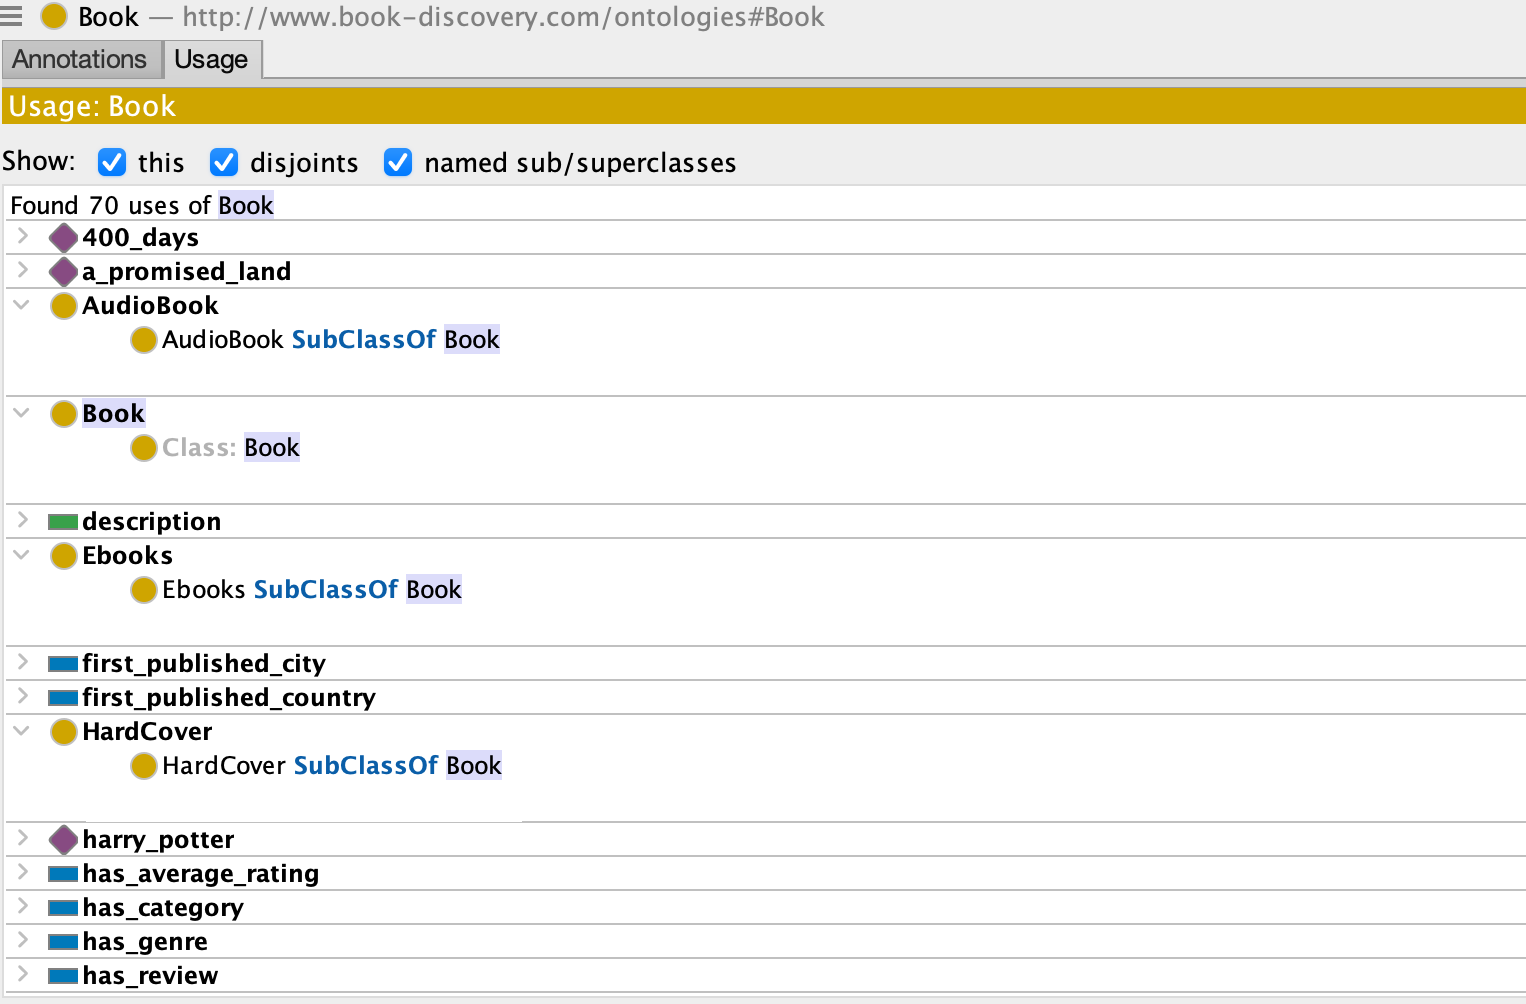 Book — http://www.book-discovery.com/ontologies#Book
Annotations Usage
Usage: Book
Show: this disjoints named sub/superclasses
Found 70 uses of Book
400_days
a_promised_land
AudioBook
AudioBook SubClassOf Book
Book
Class: Book
description
Ebooks
Ebooks SubClassOf Book
first_published_city
first_published_country
HardCover
HardCover SubClassOf Book
harry_potter
has_average_rating
has_category
has_genre
has_review